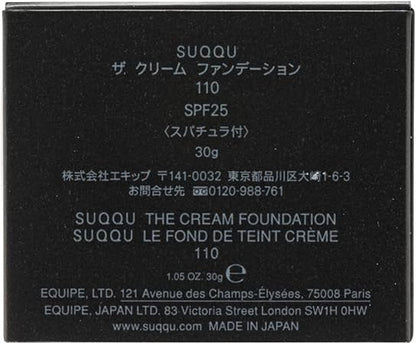 SUQQU
ザ クリーム ファンデーション
110
SPF25
〈スパチュラ付〉
30g
株式会社エキップ 〒141-0032 東京都品川区大崎1-6-3
お問合せ先 0120-988-761
SUQQU THE CREAM FOUNDATION
SUQQU LE FOND DE TEINT CRÈME
110
1.05 OZ. 30g℮
EQUIPE, LTD. 121 Avenue des Champs-Élysées, 75008 Paris
EQUIPE, JAPAN LTD. 83 Victoria Street London SW1H 0HW
www.suqqu.com MADE IN JAPAN